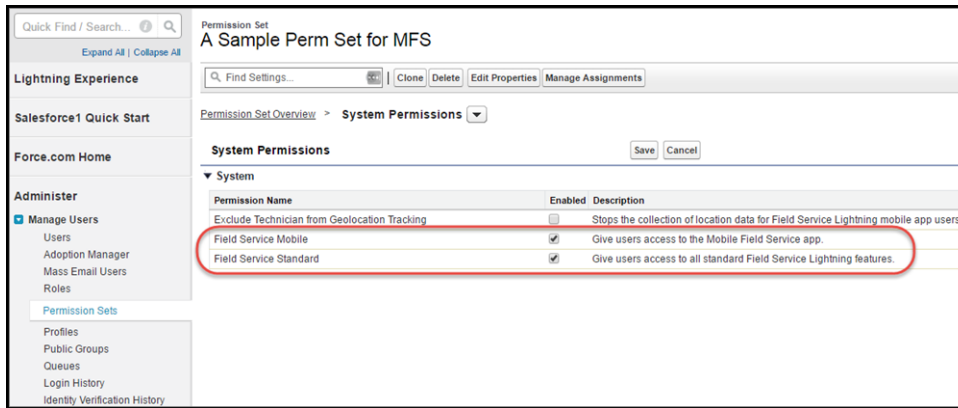 Quick Find / Search...
Expand All | Collapse All
Lightning Experience
Salesforce1 Quick Start
Force.com Home
Administer
Manage Users
Users
Adoption Manager
Mass Email Users
Roles
Permission Sets
Profiles
Public Groups
Queues
Login History
Identity Verification History
Permission Set
A Sample Perm Set for MFS
Find Settings... | Clone Delete Edit Properties Manage Assignments
Permission Set Overview > System Permissions
System Permissions Save Cancel
System
Permission Name Enabled Description
Exclude Technician from Geolocation Tracking Stops the collection of location data for Field Service Lightning mobile app users
Field Service Mobile Give users access to the Mobile Field Service app.
Field Service Standard Give users access to all standard Field Service Lightning features.